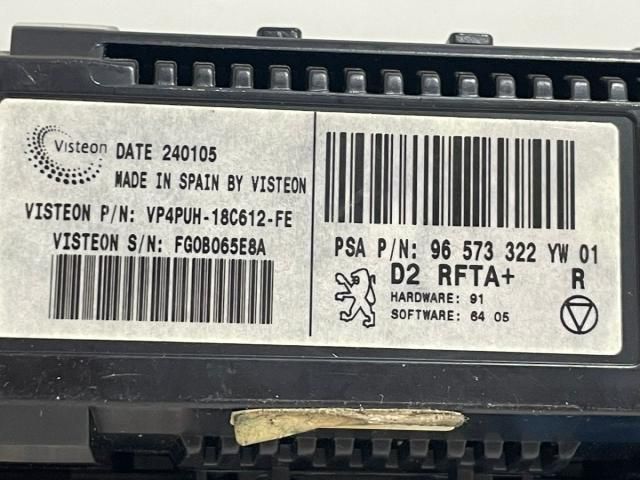 Visteon
DATE 240105
MADE IN SPAIN BY VISTEON
VISTEON P/N: VP4PUH-18C612-FE
VISTEON S/N: FG0B065E8A
PSA P/N: 96 573 322 YW 01
D2 RFTA+ R
HARDWARE: 91
SOFTWARE: 64 05